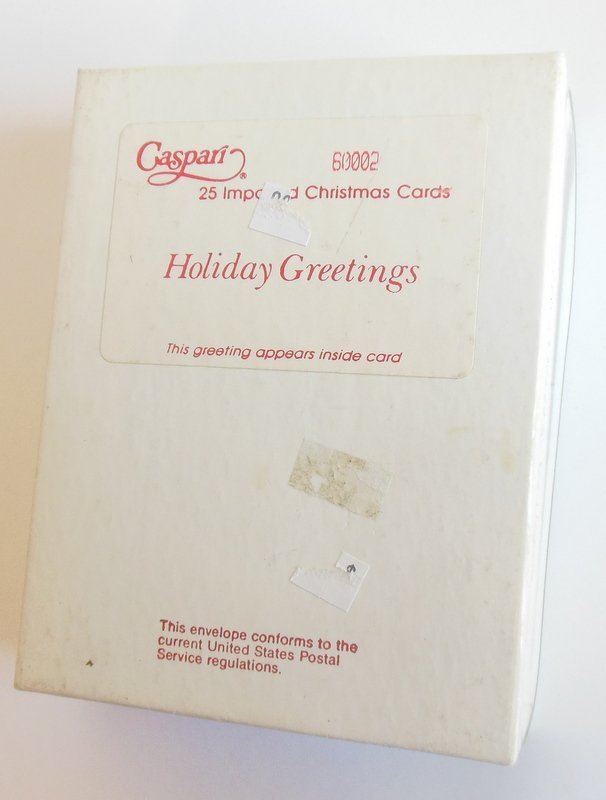 Caspari®
60002
25 Imported Christmas Cards
Holiday Greetings
This greeting appears inside card
This envelope conforms to the
current United States Postal
Service regulations.